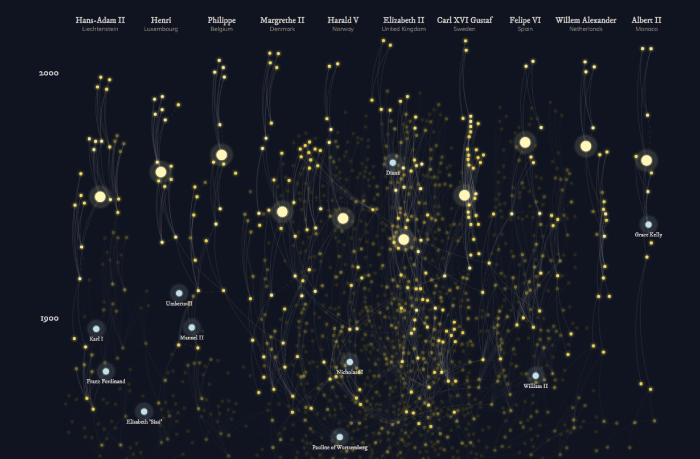 Hans-Adam II Henri Philippe Margrethe II Harald V Elizabeth II Carl XVI Gustaf Felipe VI Willem Alexander Albert II
Liechtenstein Luxembourg Belgium Denmark Norway United Kingdom Sweden Spain Netherlands Monaco
2000
Diana
Grace Kelly
Umberto II
1900
Karl I
Manuel II
Nicholas II
Franz Ferdinand
William II
Elisabeth "Sisi"
Pauline of Württemberg